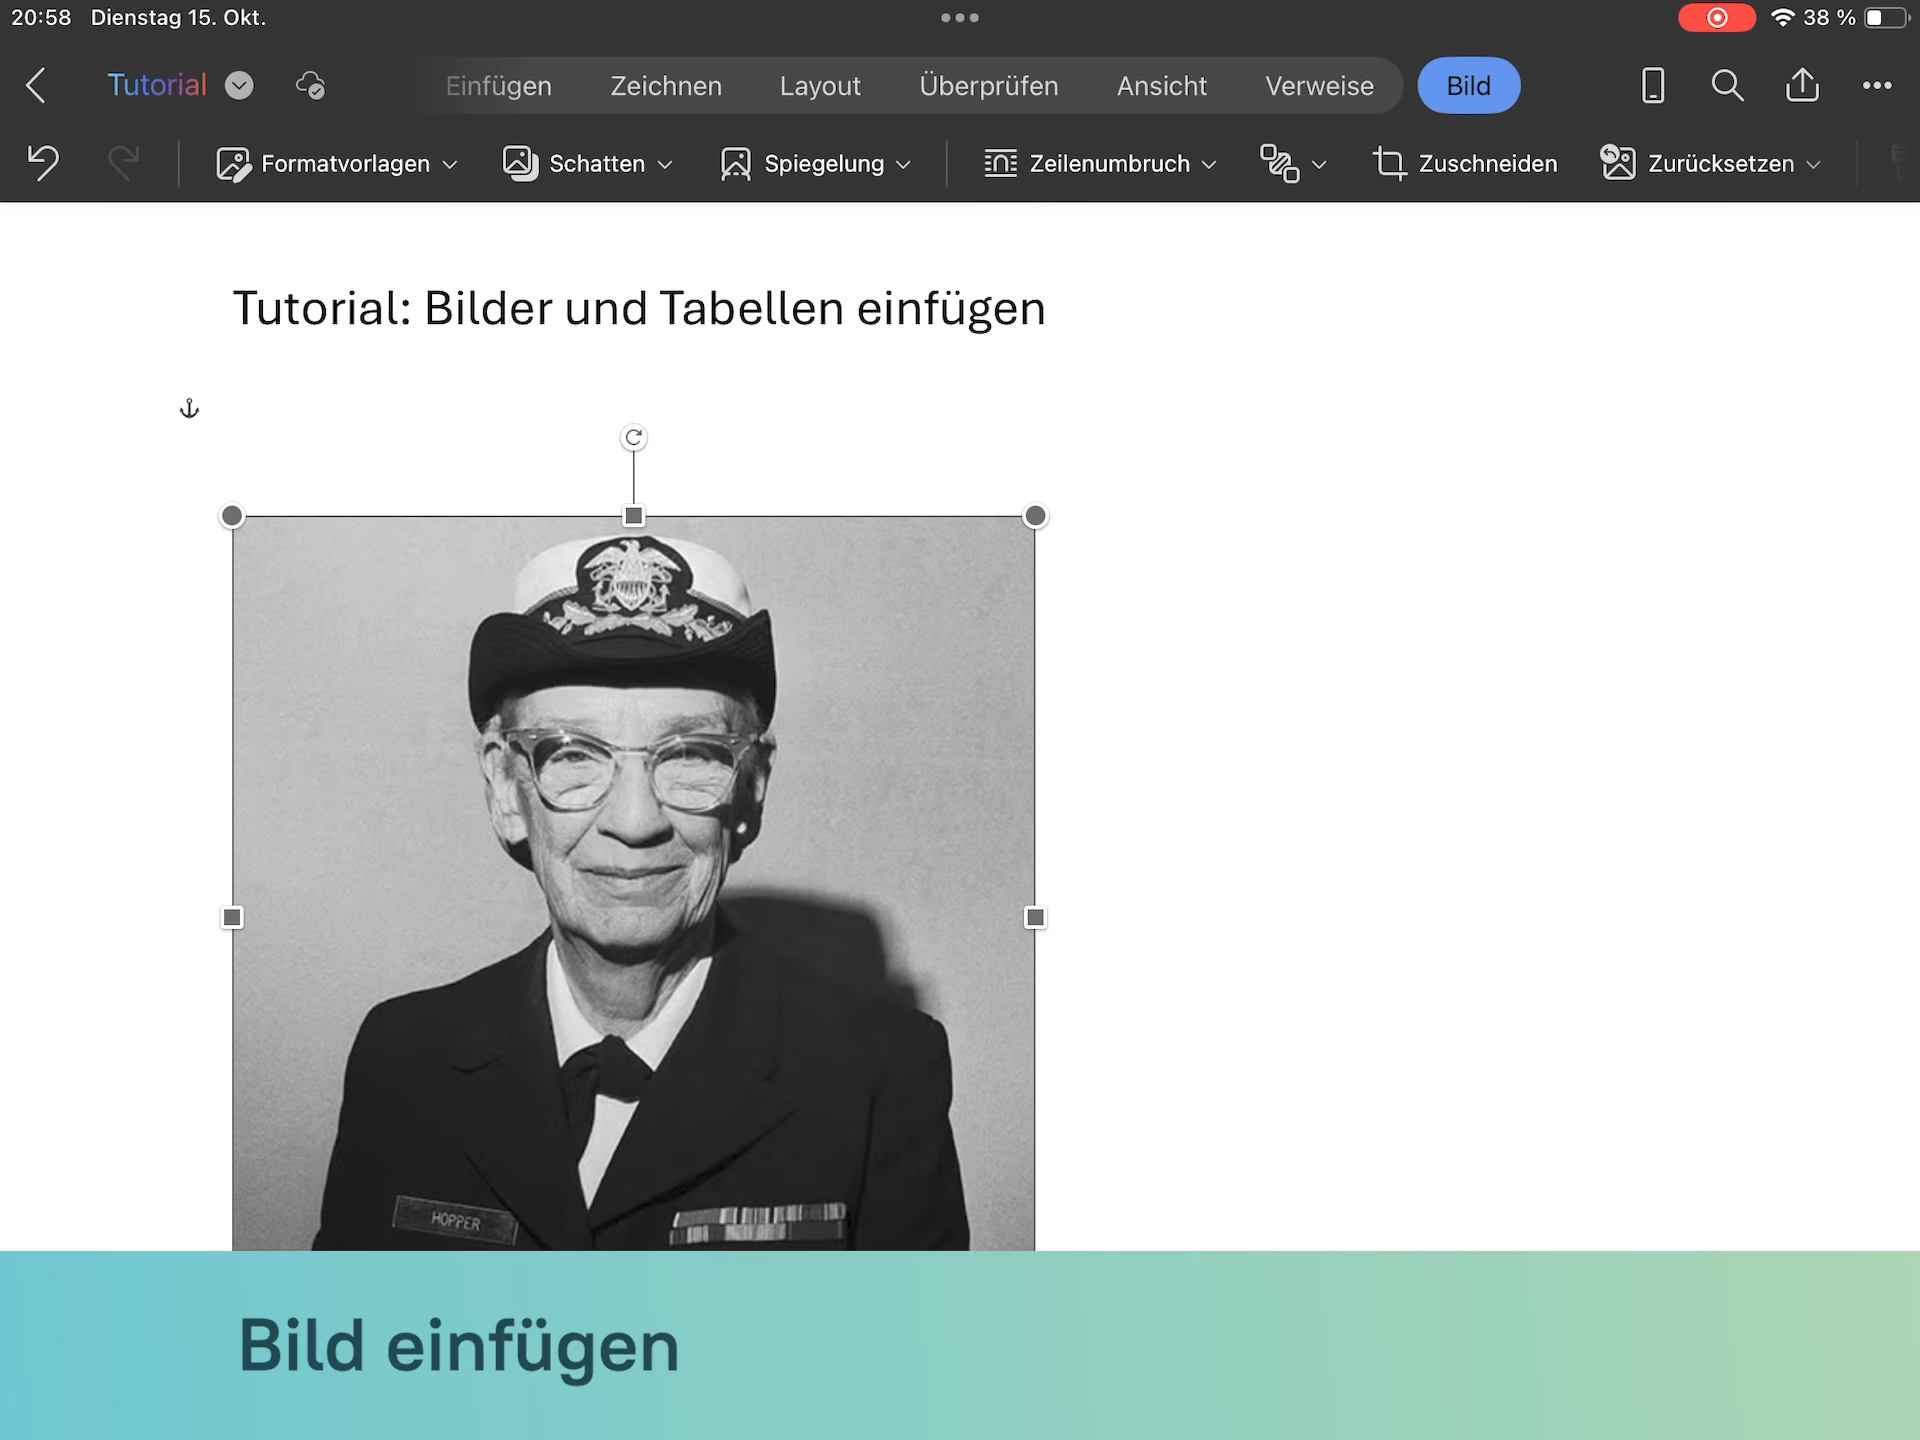 20:58 Dienstag 15. Okt. 38 %
Tutorial Einfügen Zeichnen Layout Überprüfen Ansicht Verweise Bild
Formatvorlagen Schatten Spiegelung Zeilenumbruch Zuschneiden Zurücksetzen
Tutorial: Bilder und Tabellen einfügen
HOPPER
Bild einfügen